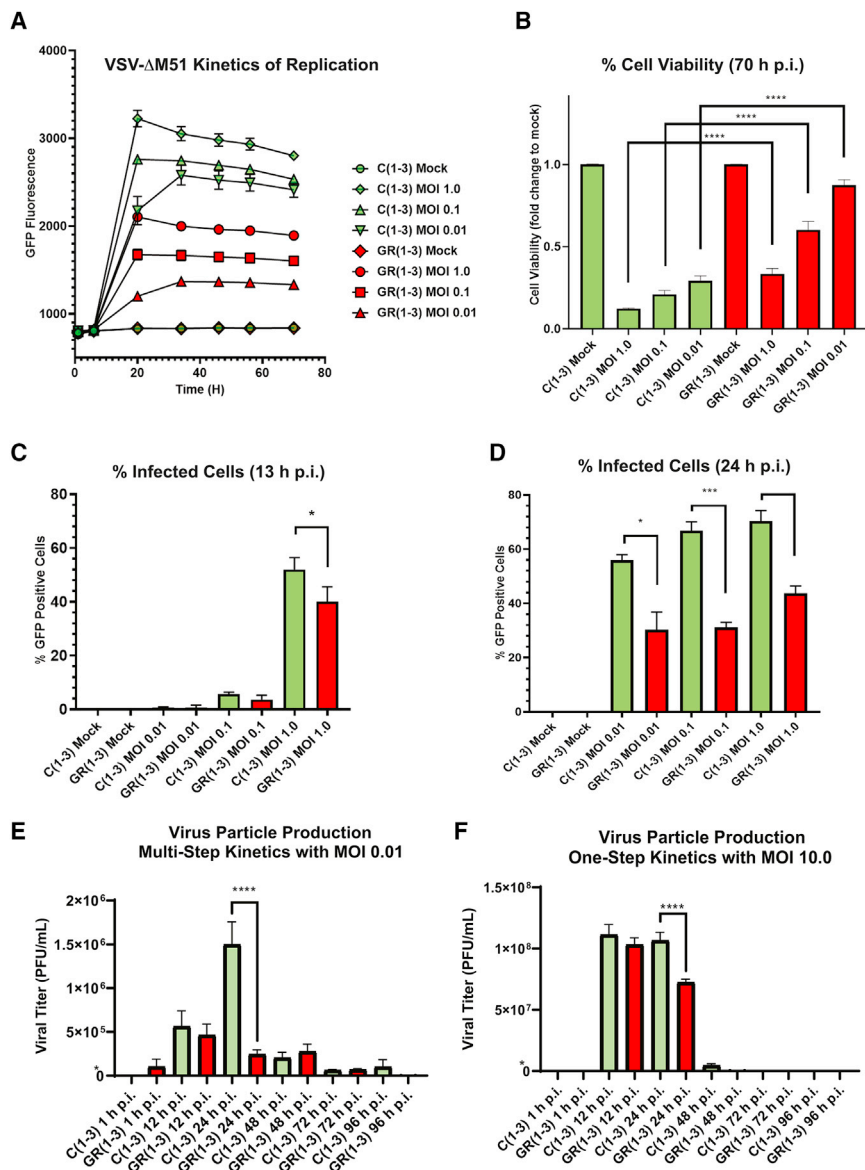 A
VSV-ΔM51 Kinetics of Replication
4000
3000
2000
1000
GFP Fluorescence
0
20
40
60
80
Time (H)
C(1-3) Mock
C(1-3) MOI 1.0
C(1-3) MOI 0.1
C(1-3) MOI 0.01
GR(1-3) Mock
GR(1-3) MOI 1.0
GR(1-3) MOI 0.1
GR(1-3) MOI 0.01
B
% Cell Viability (70 h p.i.)
****
****
****
1.0
0.5
0.0
Cell Viability (fold change to mock)
C(1-3) Mock
C(1-3) MOI 1.0
C(1-3) MOI 0.1
C(1-3) MOI 0.01
GR(1-3) Mock
GR(1-3) MOI 1.0
GR(1-3) MOI 0.1
GR(1-3) MOI 0.01
C
% Infected Cells (13 h p.i.)
80
60
40
20
0
% GFP Positive Cells
*
C(1-3) Mock
GR(1-3) Mock
C(1-3) MOI 0.01
GR(1-3) MOI 0.01
C(1-3) MOI 0.1
GR(1-3) MOI 0.1
C(1-3) MOI 1.0
GR(1-3) MOI 1.0
D
% Infected Cells (24 h p.i.)
80
60
40
20
0
% GFP Positive Cells
*
***
C(1-3) Mock
GR(1-3) Mock
C(1-3) MOI 0.01
GR(1-3) MOI 0.01
C(1-3) MOI 0.1
GR(1-3) MOI 0.1
C(1-3) MOI 1.0
GR(1-3) MOI 1.0
E
Virus Particle Production
Multi-Step Kinetics with MOI 0.01
2×10⁶
1.5×10⁶
1×10⁶
5×10⁵
0
Viral Titer (PFU/mL)
****
*
C(1-3) 1 h p.i.
GR(1-3) 1 h p.i.
C(1-3) 12 h p.i.
GR(1-3) 12 h p.i.
C(1-3) 24 h p.i.
GR(1-3) 24 h p.i.
C(1-3) 48 h p.i.
GR(1-3) 48 h p.i.
C(1-3) 72 h p.i.
GR(1-3) 72 h p.i.
C(1-3) 96 h p.i.
GR(1-3) 96 h p.i.
F
Virus Particle Production
One-Step Kinetics with MOI 10.0
1.5×10⁸
1×10⁸
5×10⁷
0
Viral Titer (PFU/mL)
****
*
C(1-3) 1 h p.i.
GR(1-3) 1 h p.i.
C(1-3) 12 h p.i.
GR(1-3) 12 h p.i.
C(1-3) 24 h p.i.
GR(1-3) 24 h p.i.
C(1-3) 48 h p.i.
GR(1-3) 48 h p.i.
C(1-3) 72 h p.i.
GR(1-3) 72 h p.i.
C(1-3) 96 h p.i.
GR(1-3) 96 h p.i.